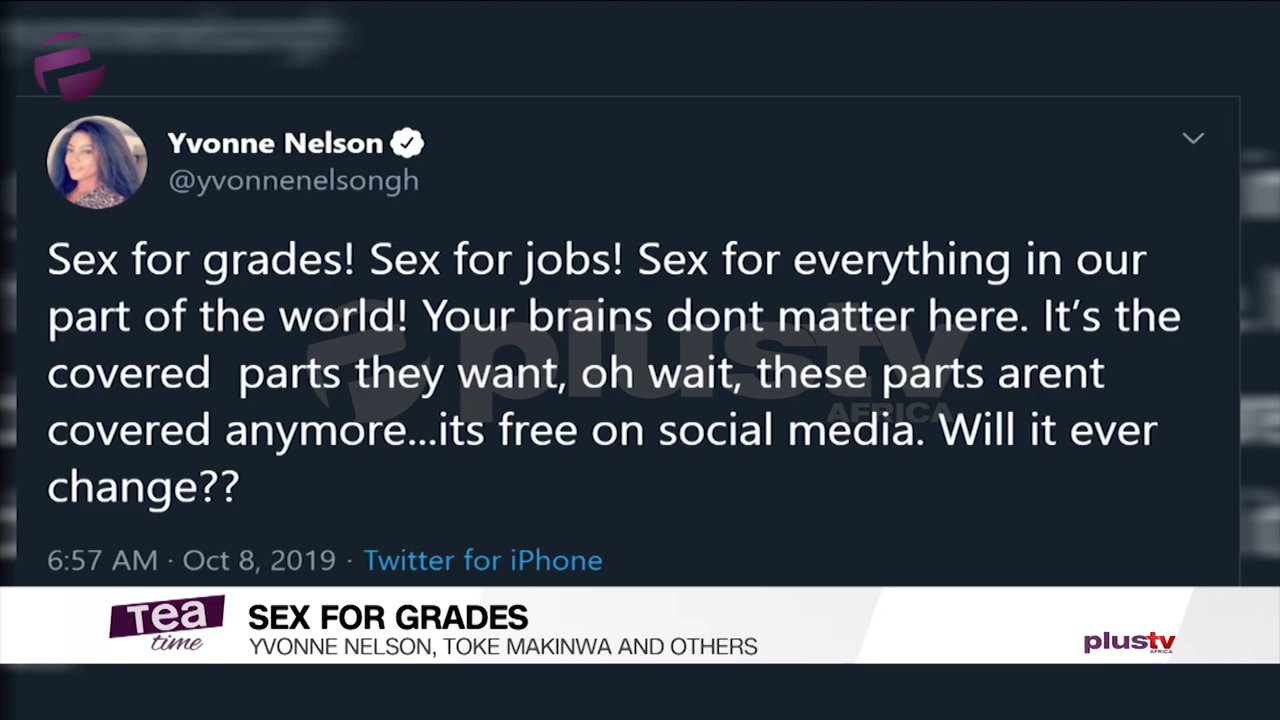 Yvonne Nelson
@yvonnenelsongh
Sex for grades! Sex for jobs! Sex for everything in our
part of the world! Your brains dont matter here. It’s the
covered  parts they want, oh wait, these parts arent
covered anymore...its free on social media. Will it ever
change??
plustv
AFRICA
6:57 AM · Oct 8, 2019 · Twitter for iPhone
Tea
time
SEX FOR GRADES
YVONNE NELSON, TOKE MAKINWA AND OTHERS
plustv
AFRICA